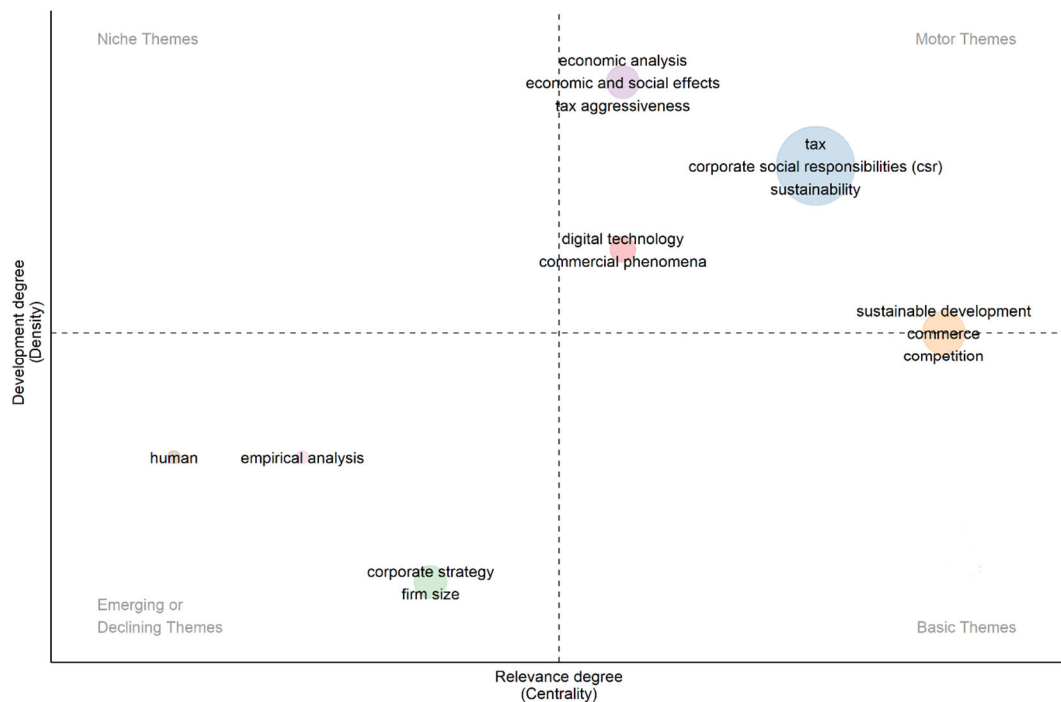 Niche Themes
Motor Themes
economic analysis
economic and social effects
tax aggressiveness
tax
corporate social responsibilities (csr)
sustainability
digital technology
commercial phenomena
sustainable development
commerce
competition
Development degree
(Density)
human
empirical analysis
corporate strategy
firm size
Emerging or
Declining Themes
Basic Themes
Relevance degree
(Centrality)